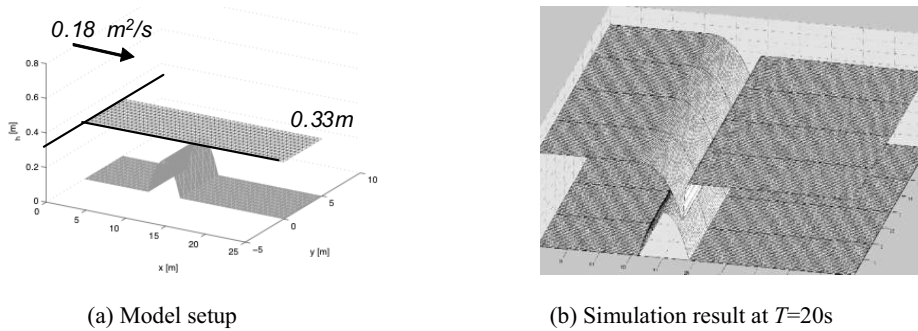 0.18 m²/s
0.8
0.6
0.4
0.2
0
h [m]
0.33m
0
5
10
15
20
25
x [m]
-5
0
5
10
y [m]
(a) Model setup
(b) Simulation result at T=20s